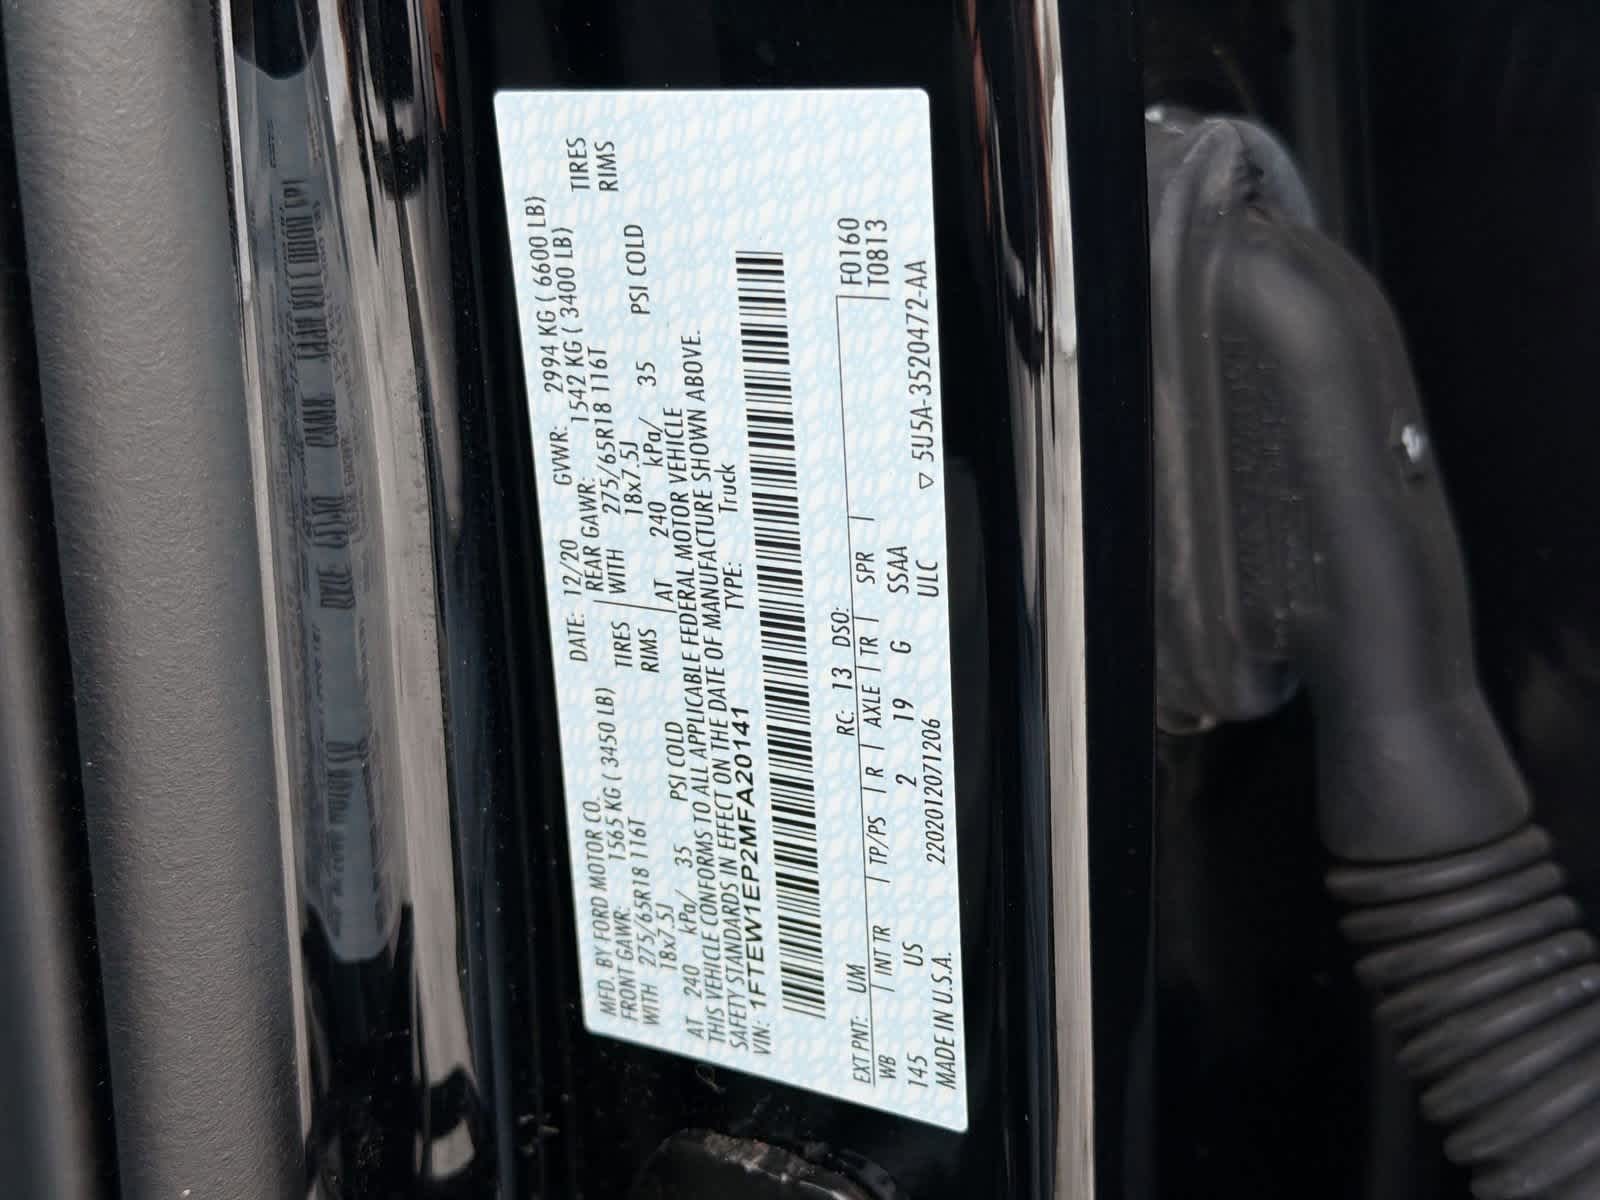 MFD. BY FORD MOTOR CO.
DATE: 12/20 GVWR: 2994 KG ( 6600 LB)
FRONT GAWR: 1565 KG ( 3450 LB)
REAR GAWR: 1542 KG ( 3400 LB)
WITH 275/65R18 116T TIRES
WITH 275/65R18 116T TIRES
18x7.5J RIMS
18x7.5J RIMS
AT 240 kPa/ 35 PSI COLD
AT 240 kPa/ 35 PSI COLD
THIS VEHICLE CONFORMS TO ALL APPLICABLE FEDERAL MOTOR VEHICLE
SAFETY STANDARDS IN EFFECT ON THE DATE OF MANUFACTURE SHOWN ABOVE.
VIN: 1FTEW1EP2MFA20141 TYPE: Truck
EXT PNT: UM RC: 13 DSO: F0160
WB | INT TR | TP/PS | R | AXLE | TR | SPR T0813
145 US 2 19 G SSAA
MADE IN U.S.A. 2202012071206 ULC ▽ 5U5A-3520472-AA